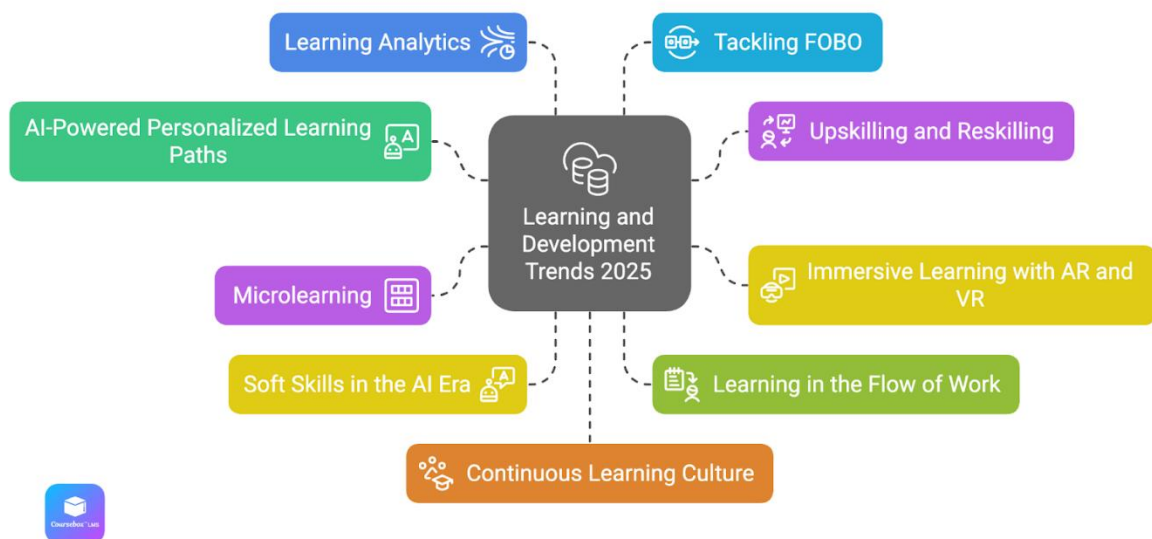 Learning Analytics
Tackling FOBO
AI-Powered Personalized Learning
Paths
Upskilling and Reskilling
Learning and
Development
Trends 2025
Microlearning
Immersive Learning with AR and
VR
Soft Skills in the AI Era
Learning in the Flow of Work
Continuous Learning Culture
Coursebox™ LMS